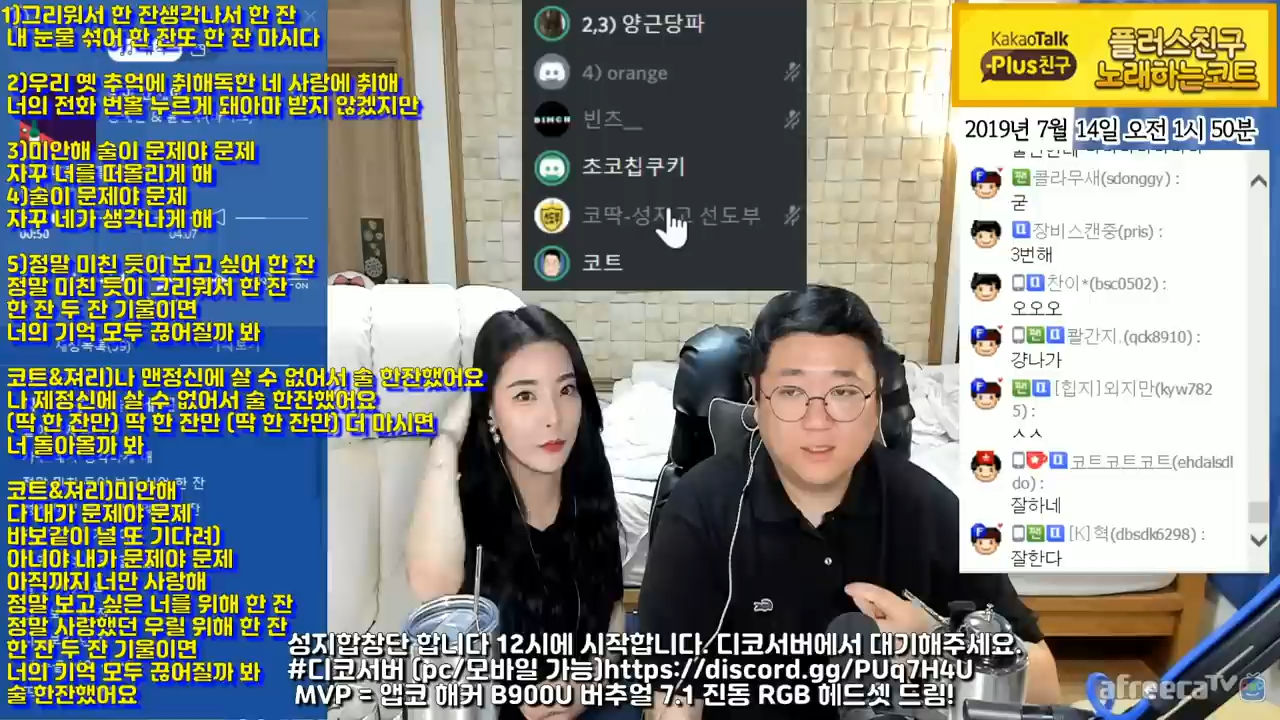 1)그리워서 한 잔생각나서 한 잔
내 눈물 섞어 한 잔또 한 잔 마시다
2)우리 옛 추억에 취해독한 네 사랑에 취해
너의 전화 번홀 누르게 돼아마 받지 않겠지만
3)미안해 술이 문제야 문제
자꾸 너를 떠올리게 해
4)술이 문제야 문제
자꾸 네가 생각나게 해
00:50
04:07
5)정말 미친 듯이 보고 싶어 한 잔
정말 미친 듯이 그리워서 한 잔
한 잔 두 잔 기울이면
너의 기억 모두 끊어질까 봐
코트&져리)나 맨정신에 살 수 없어서 술 한잔했어요
나 제정신에 살 수 없어서 술 한잔했어요
(딱 한 잔만) 딱 한 잔만 (딱 한 잔만) 더 마시면
너 돌아올까 봐
코트&져리)미안해
다 내가 문제야 문제
바보같이 널 또 기다려)
아녀야 내가 문제야 문제
아직까지 너만 사랑해
정말 보고 싶은 너를 위해 한 잔
정말 사랑했던 우릴 위해 한 잔
한 잔 두 잔 기울이면
너의 기억 모두 끊어질까 봐
술 한잔했어요
2,3) 양근당파
4) orange
빈즈__
초코칩쿠키
코딱-성지고 선도부
코트
KakaoTalk
-Plus친구
플러스친구
노래하는코트
2019년 7월 14일 오전 1시 50분
콜라무새(sdonggy) :
굳
장비스캔중(pris) :
3번해
찬이*(bsc0502) :
오오오
콸간지.(qck8910) :
걍나가
[힙지]외지만(kyw782
5) :
ㅅㅅ
코트코트코트(ehdalsdl
do) :
잘하네
[K]혁(dbsdk6298) :
잘한다
성지합창단 합니다 12시에 시작합니다. 디코서버에서 대기해주세요.
#디코서버 (pc/모바일 가능)https://discord.gg/PUq7H4U
MVP = 앱코 해커 B900U 버추얼 7.1 진동 RGB 헤드셋 드림!
afreecaTV